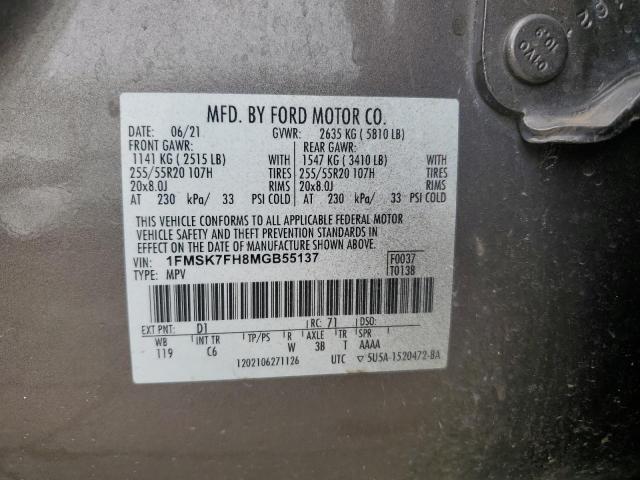 162
OVVO
10.9
MFD. BY FORD MOTOR CO.
DATE: 06/21 GVWR: 2635 KG ( 5810 LB)
FRONT GAWR: REAR GAWR:
1141 KG ( 2515 LB) WITH 1547 KG ( 3410 LB) WITH
255/55R20 107H TIRES 255/55R20 107H TIRES
20x8.0J RIMS 20x8.0J RIMS
AT 230 kPa/ 33 PSI COLD AT 230 kPa/ 33 PSI COLD
THIS VEHICLE CONFORMS TO ALL APPLICABLE FEDERAL MOTOR
VEHICLE SAFETY AND THEFT PREVENTION STANDARDS IN
EFFECT ON THE DATE OF MANUFACTURE SHOWN ABOVE.
VIN: 1FMSK7FH8MGB55137 F0037
TYPE: MPV T0138
EXT PNT: D1 RC: 71 DSO:
WB INT TR TP/PS R AXLE TR SPR
119 C6 W 3B T AAAA
1202106271126 UTC ▽ 5U5A-1520472-BA